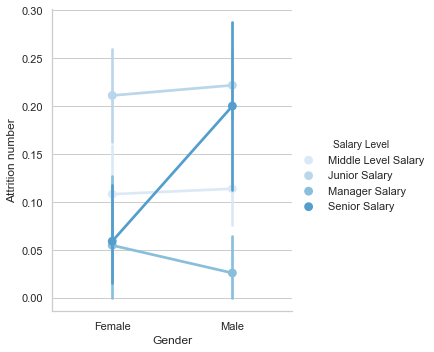 0.30
0.25
0.20
0.15
0.10
0.05
0.00
Attrition number
Female
Male
Gender
Salary Level
Middle Level Salary
Junior Salary
Manager Salary
Senior Salary